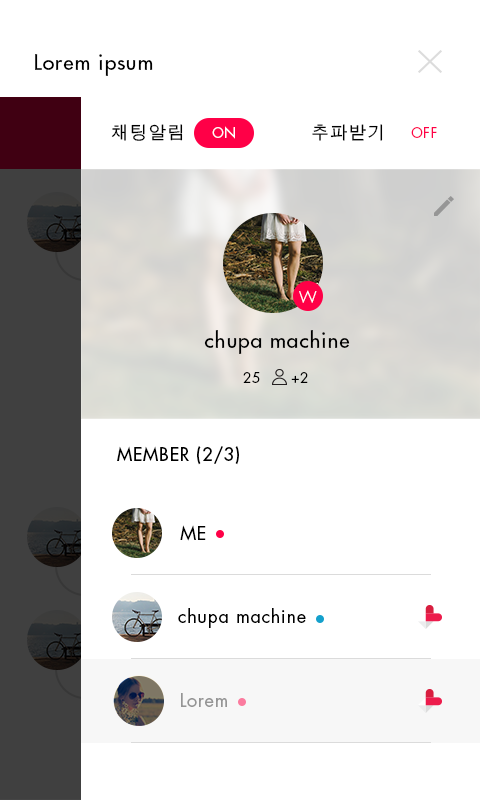 Lorem ipsum
채팅알림 ON 추파받기 OFF
W
chupa machine
25 +2
MEMBER (2/3)
ME
chupa machine
Lorem